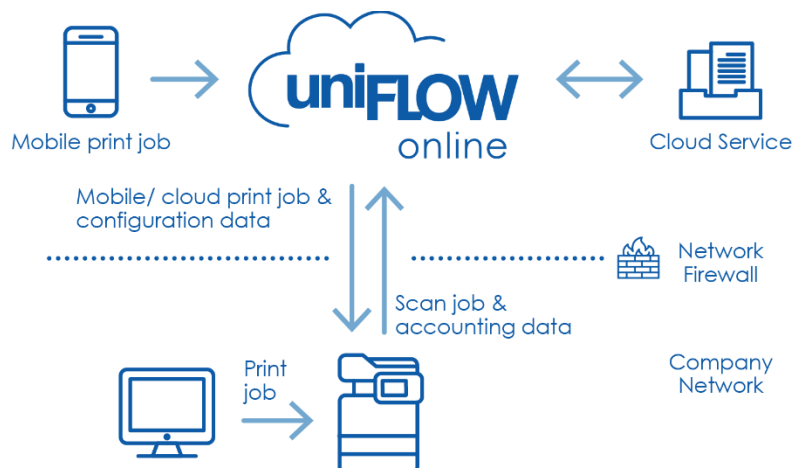 uniFLOW
online
Mobile print job
Cloud Service
Mobile/ cloud print job &
configuration data
Network
Firewall
Scan job &
accounting data
Print
job
Company
Network